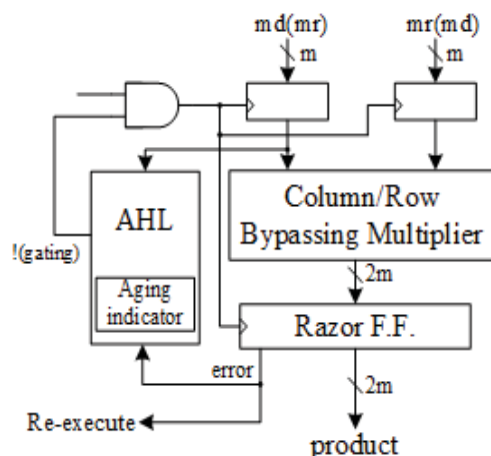 md(mr)
mr(md)
m
m
AHL
Column/Row
Bypassing Multiplier
!(gating)
Aging
indicator
2m
Razor F.F.
error
2m
Re-execute
product